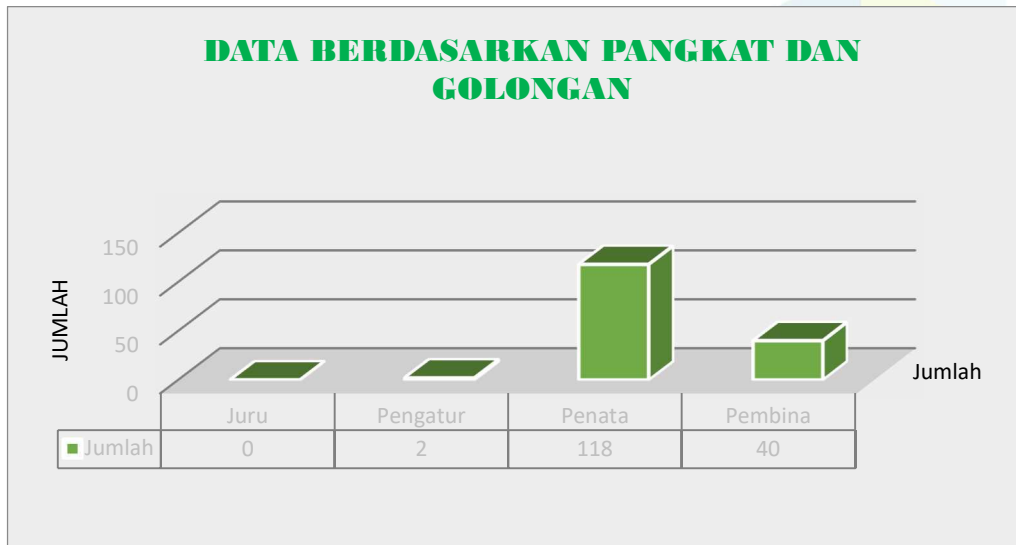 DATA BERDASARKAN PANGKAT DAN
GOLONGAN
JUMLAH
150
100
50
0
Jumlah
Juru Pengatur Penata Pembina
Jumlah 0 2 118 40